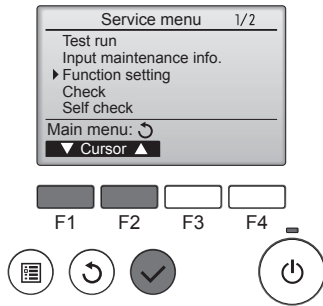 Service menu 1/2
Test run
Input maintenance info.
Function setting
Check
Self check
Main menu:
▼ Cursor ▲
F1 F2 F3 F4